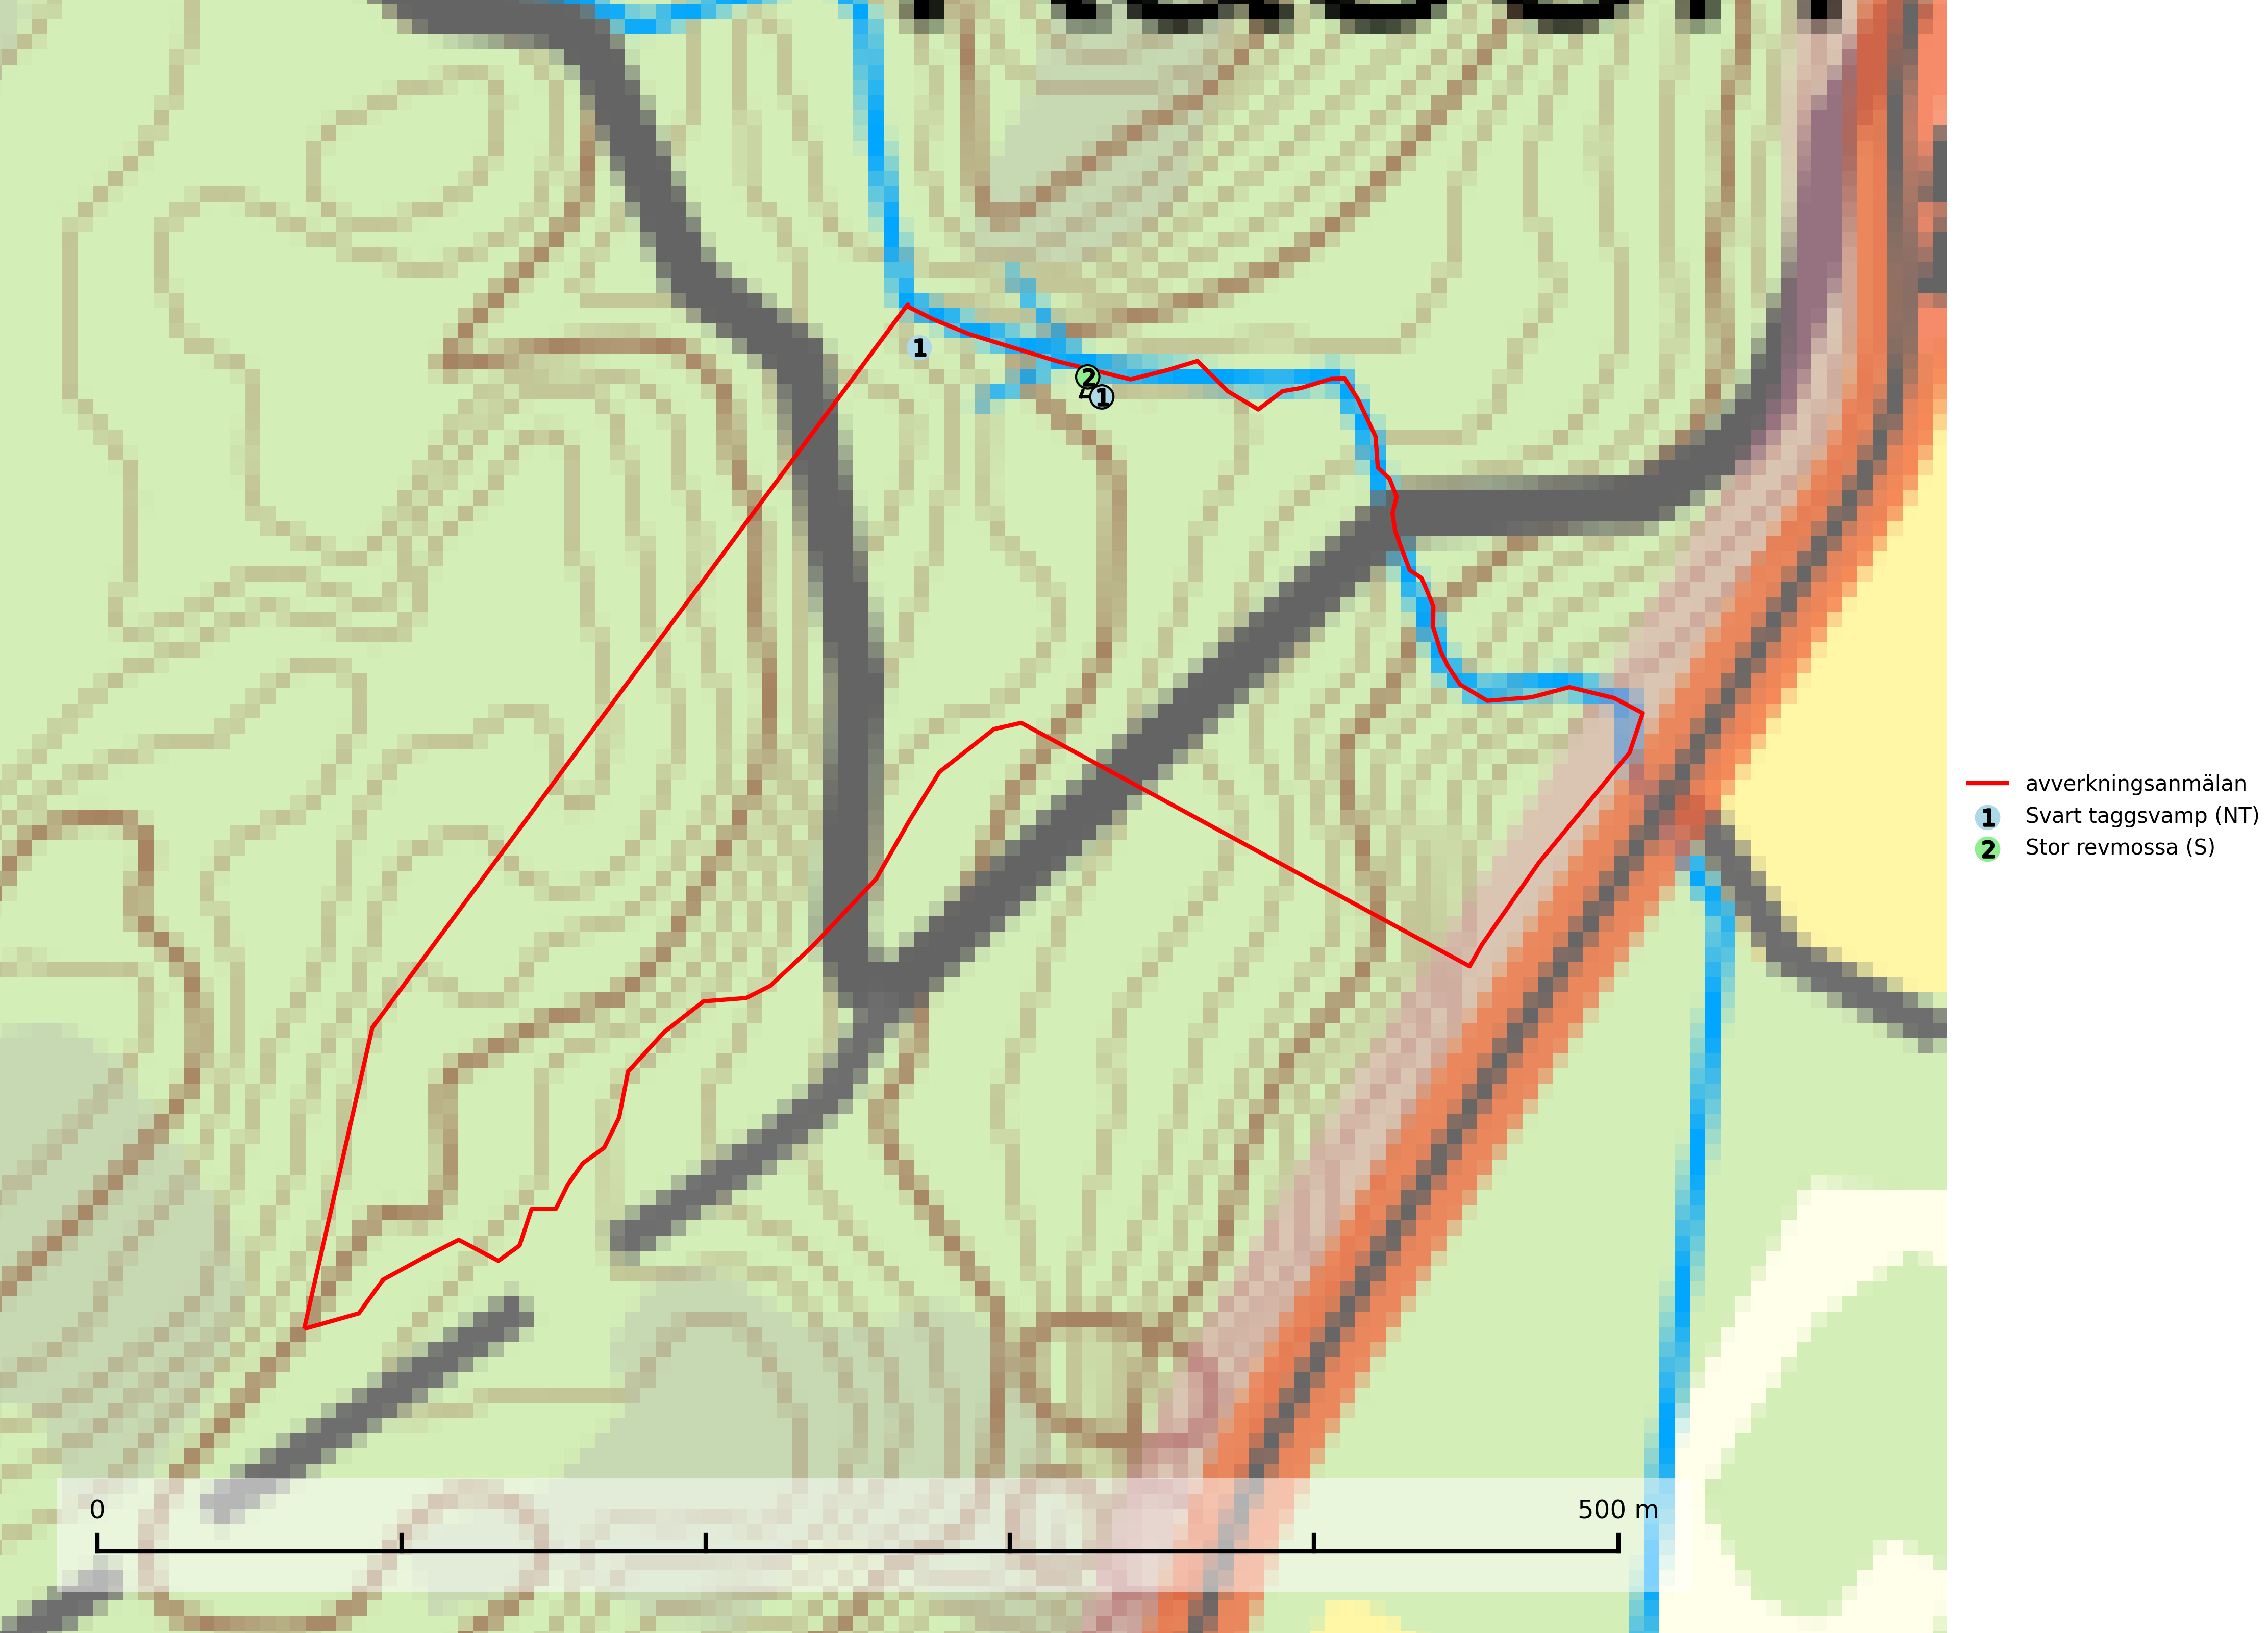 1
2
1
avverkningsanmälan
1 Svart taggsvamp (NT)
2 Stor revmossa (S)
0 500 m